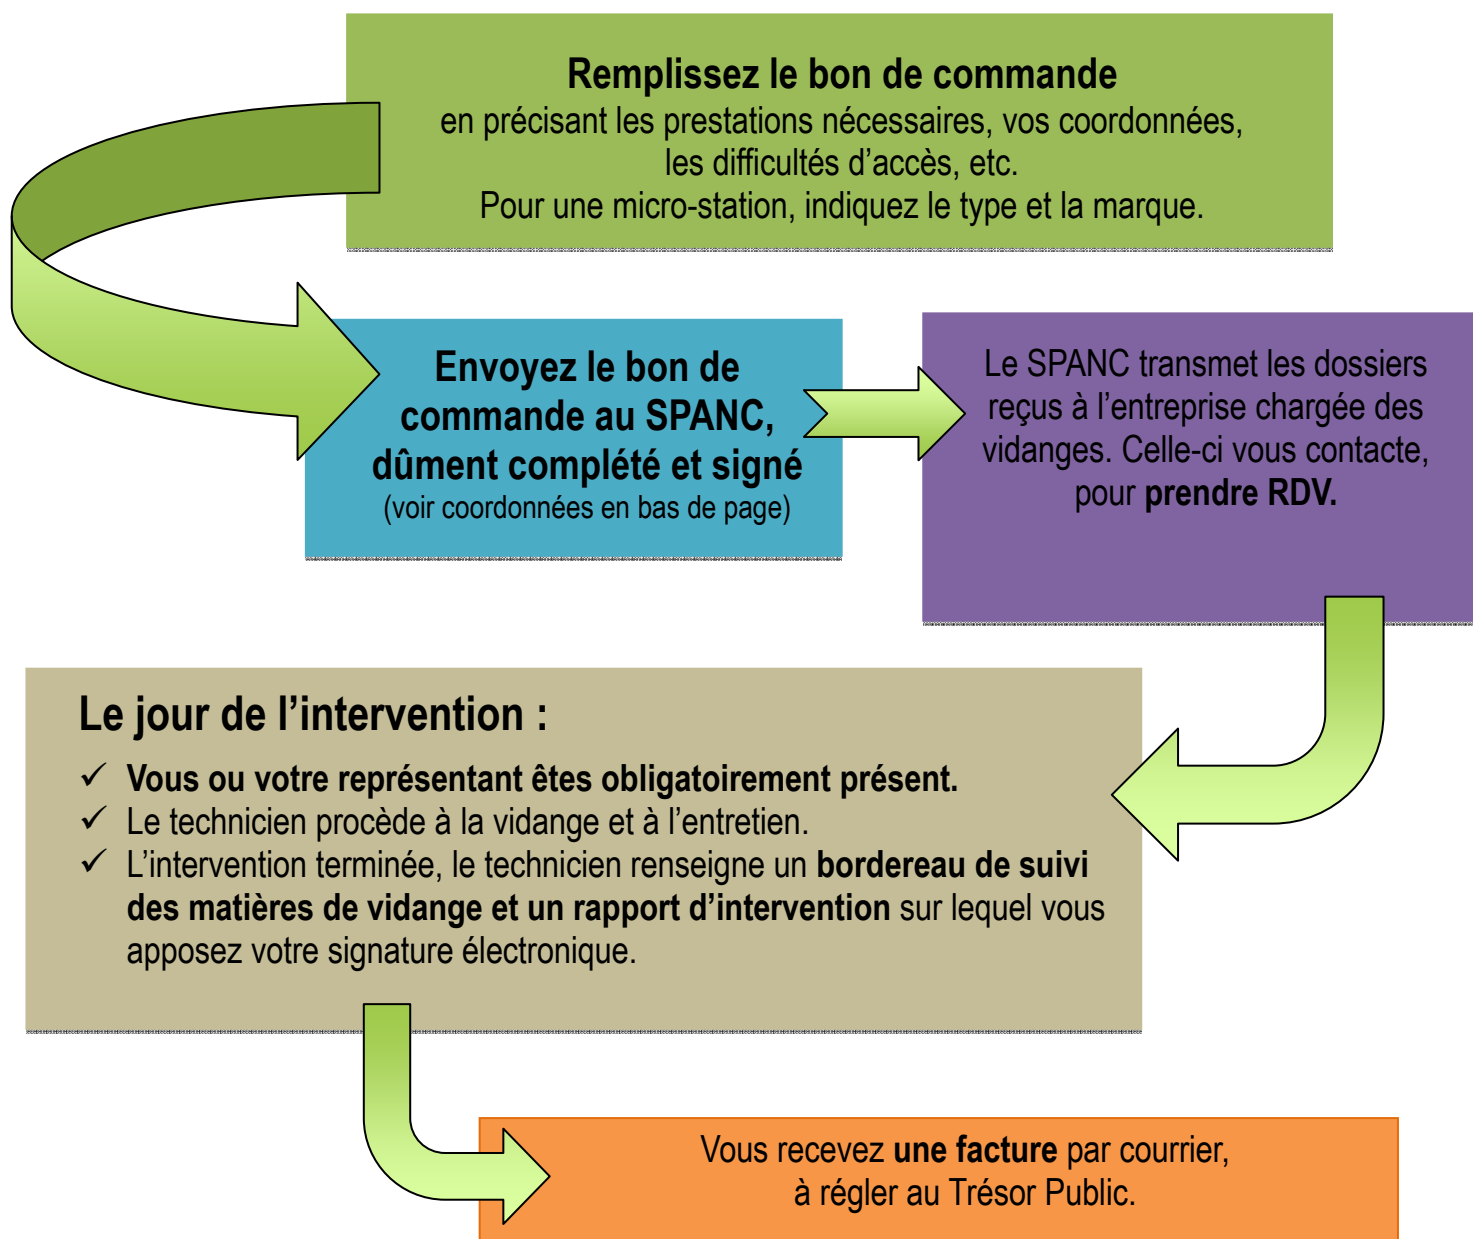 Remplissez le bon de commande
en précisant les prestations nécessaires, vos coordonnées,
les difficultés d’accès, etc.
Pour une micro-station, indiquez le type et la marque.
Envoyez le bon de
commande au SPANC,
dûment complété et signé
(voir coordonnées en bas de page)
Le SPANC transmet les dossiers
reçus à l’entreprise chargée des
vidanges. Celle-ci vous contacte,
pour prendre RDV.
Le jour de l’intervention :
✓ Vous ou votre représentant êtes obligatoirement présent.
✓ Le technicien procède à la vidange et à l’entretien.
✓ L’intervention terminée, le technicien renseigne un bordereau de suivi
des matières de vidange et un rapport d’intervention sur lequel vous
apposez votre signature électronique.
Vous recevez une facture par courrier,
à régler au Trésor Public.